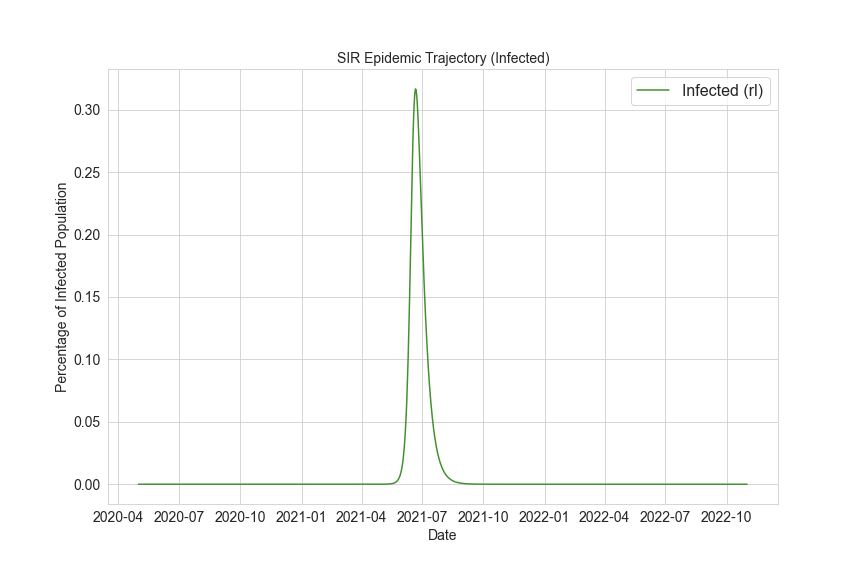 SIR Epidemic Trajectory (Infected)
Infected (rI)
Percentage of Infected Population
0.30
0.25
0.20
0.15
0.10
0.05
0.00
2020-04 2020-07 2020-10 2021-01 2021-04 2021-07 2021-10 2022-01 2022-04 2022-07 2022-10
Date